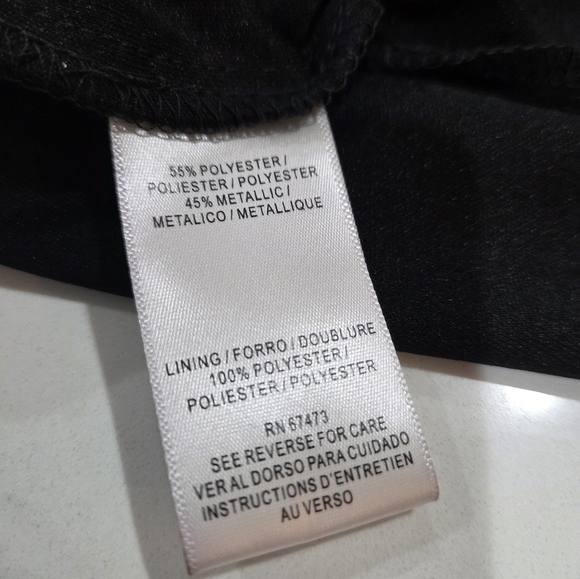 55% POLYESTER /
POLIESTER / POLYESTER
45% METALLIC /
METALICO / METALLIQUE
LINING / FORRO / DOUBLURE
100% POLYESTER /
POLIESTER / POLYESTER
RN 67473
SEE REVERSE FOR CARE
VER AL DORSO PARA CUIDADO
INSTRUCTIONS D'ENTRETIEN
AU VERSO